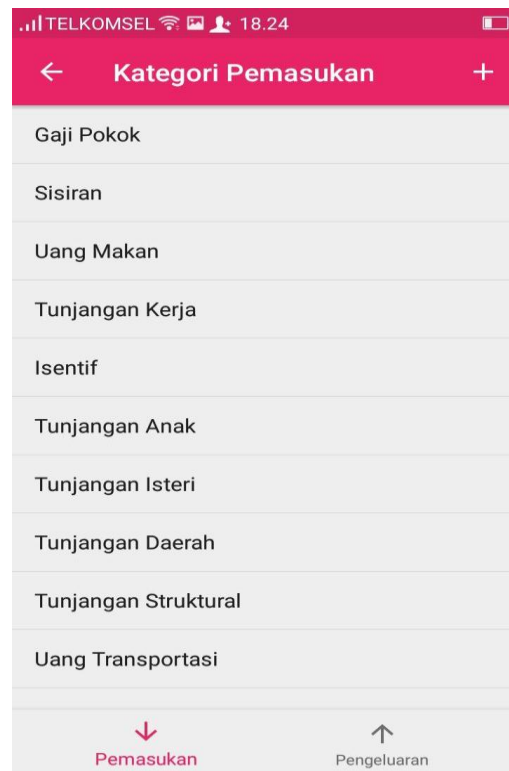 TELKOMSEL 18.24
Kategori Pemasukan
Gaji Pokok
Sisiran
Uang Makan
Tunjangan Kerja
Isentif
Tunjangan Anak
Tunjangan Isteri
Tunjangan Daerah
Tunjangan Struktural
Uang Transportasi
Pemasukan Pengeluaran